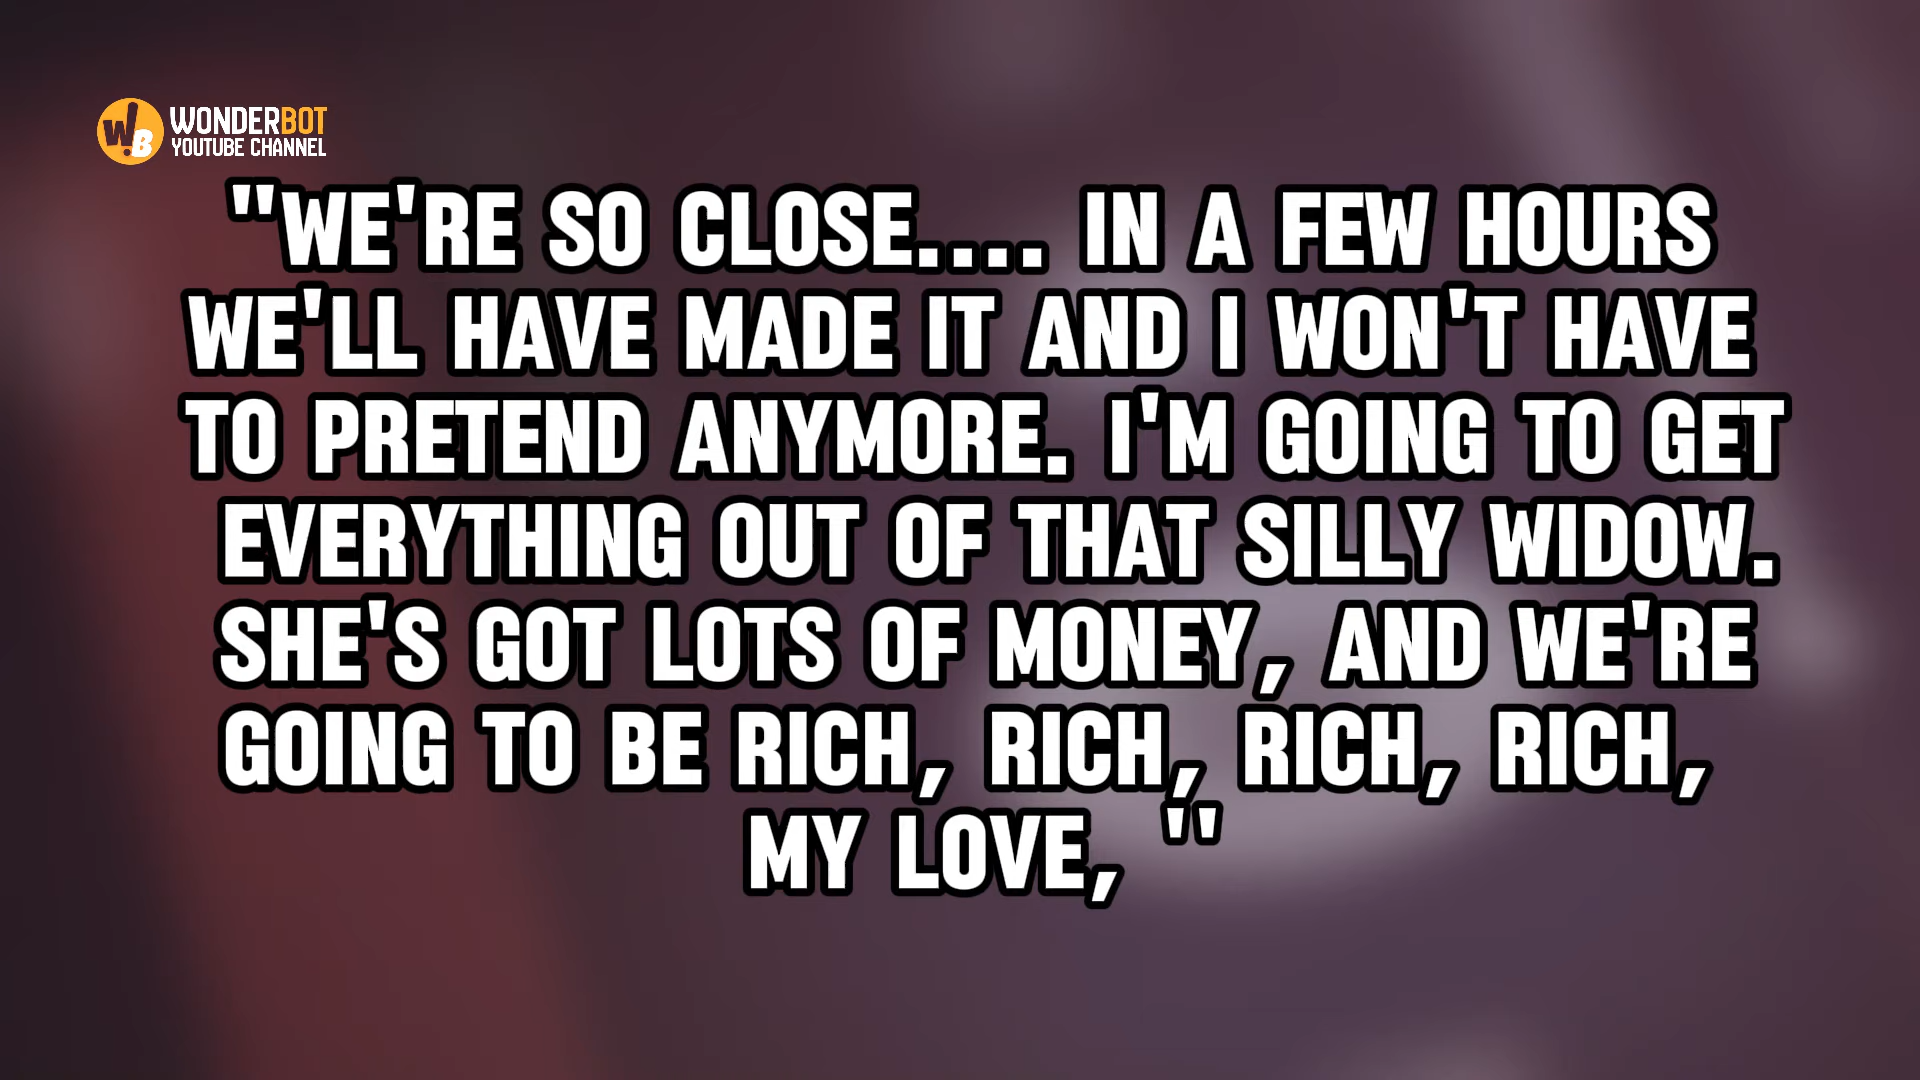 WONDERBOT
YOUTUBE CHANNEL
"WE'RE SO CLOSE.... IN A FEW HOURS
WE'LL HAVE MADE IT AND I WON'T HAVE
TO PRETEND ANYMORE. I'M GOING TO GET
EVERYTHING OUT OF THAT SILLY WIDOW.
SHE'S GOT LOTS OF MONEY, AND WE'RE
GOING TO BE RICH, RICH, RICH, RICH,
MY LOVE, "